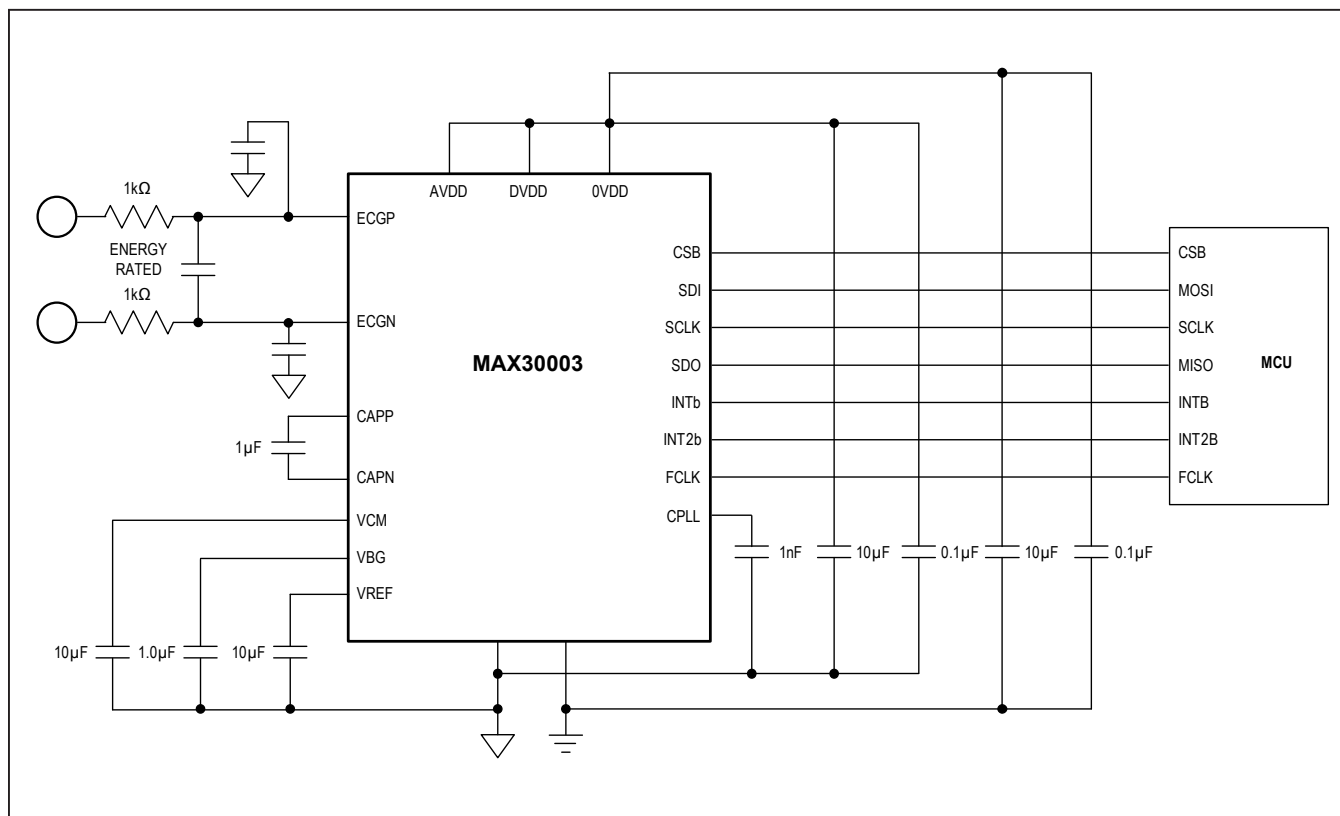 AVDD
DVDD
0VDD
1kΩ
ECGP
ENERGY
RATED
1kΩ
ECGN
MAX30003
CSB
SDI
SCLK
SDO
INTb
INT2b
FCLK
CPLL
CSB
MOSI
SCLK
MISO
INTB
INT2B
FCLK
MCU
CAPP
1µF
CAPN
VCM
VBG
VREF
1nF
10µF
0.1µF
10µF
0.1µF
10µF
1.0µF
10µF